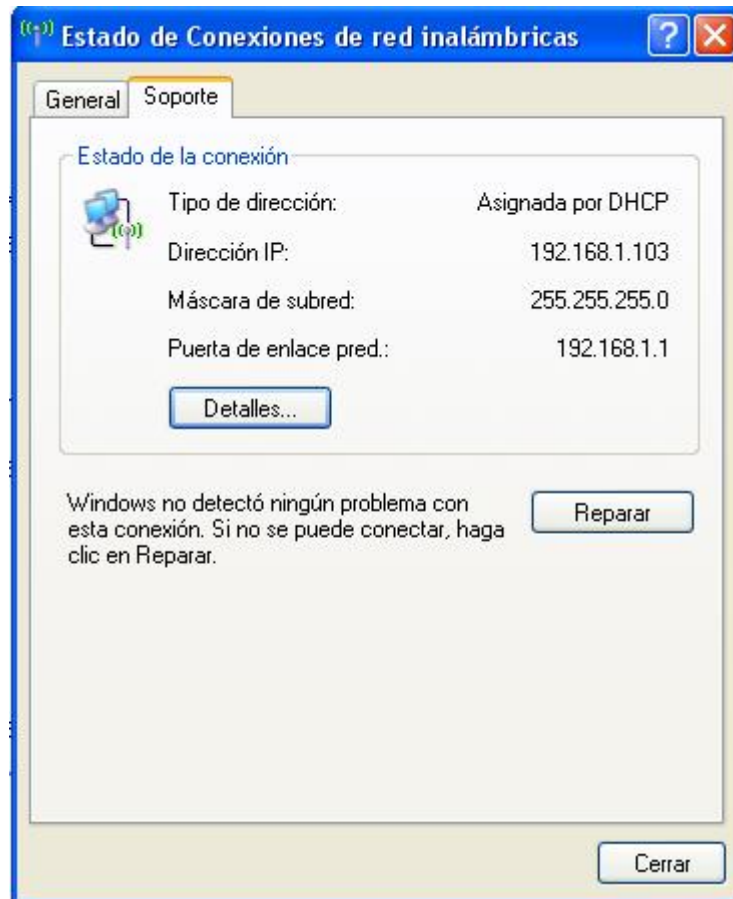 Estado de Conexiones de red inalámbricas
General Soporte
Estado de la conexión
Tipo de dirección: Asignada por DHCP
Dirección IP: 192.168.1.103
Máscara de subred: 255.255.255.0
Puerta de enlace pred.: 192.168.1.1
Detalles...
Windows no detectó ningún problema con
esta conexión. Si no se puede conectar, haga
clic en Reparar.
Reparar
Cerrar